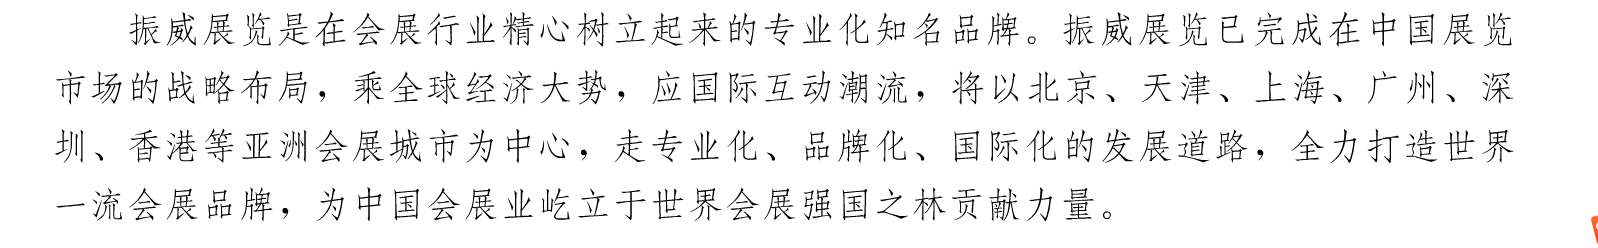 振威展览是在会展行业精心树立起来的专业化知名品牌。振威展览已完成在中国展览
市场的战略布局，乘全球经济大势，应国际互动潮流，将以北京、天津、上海、广州、深
圳、香港等亚洲会展城市为中心，走专业化、品牌化、国际化的发展道路，全力打造世界
一流会展品牌，为中国会展业屹立于世界会展强国之林贡献力量。